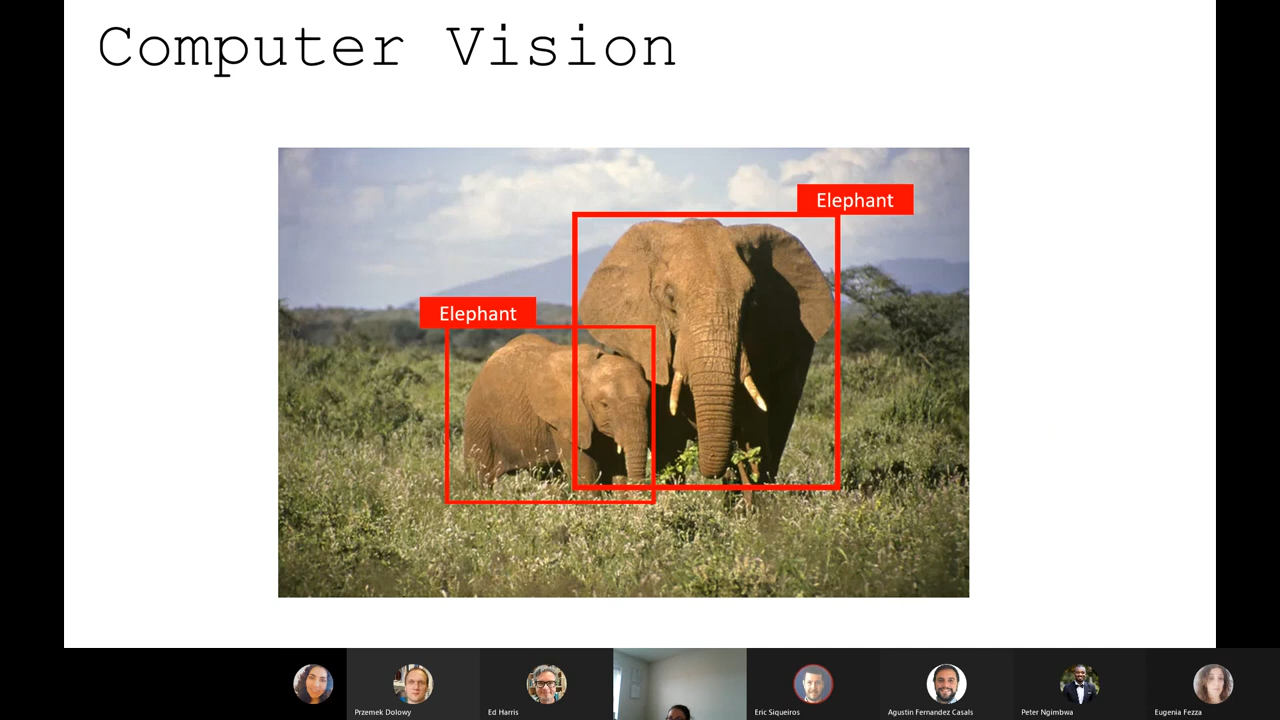 Computer Vision
Elephant
Elephant
Przemek Dolowy
Ed Harris
Eric Siqueiros
Agustin Fernandez Casals
Peter Ngimbwa
Eugenia Fezza